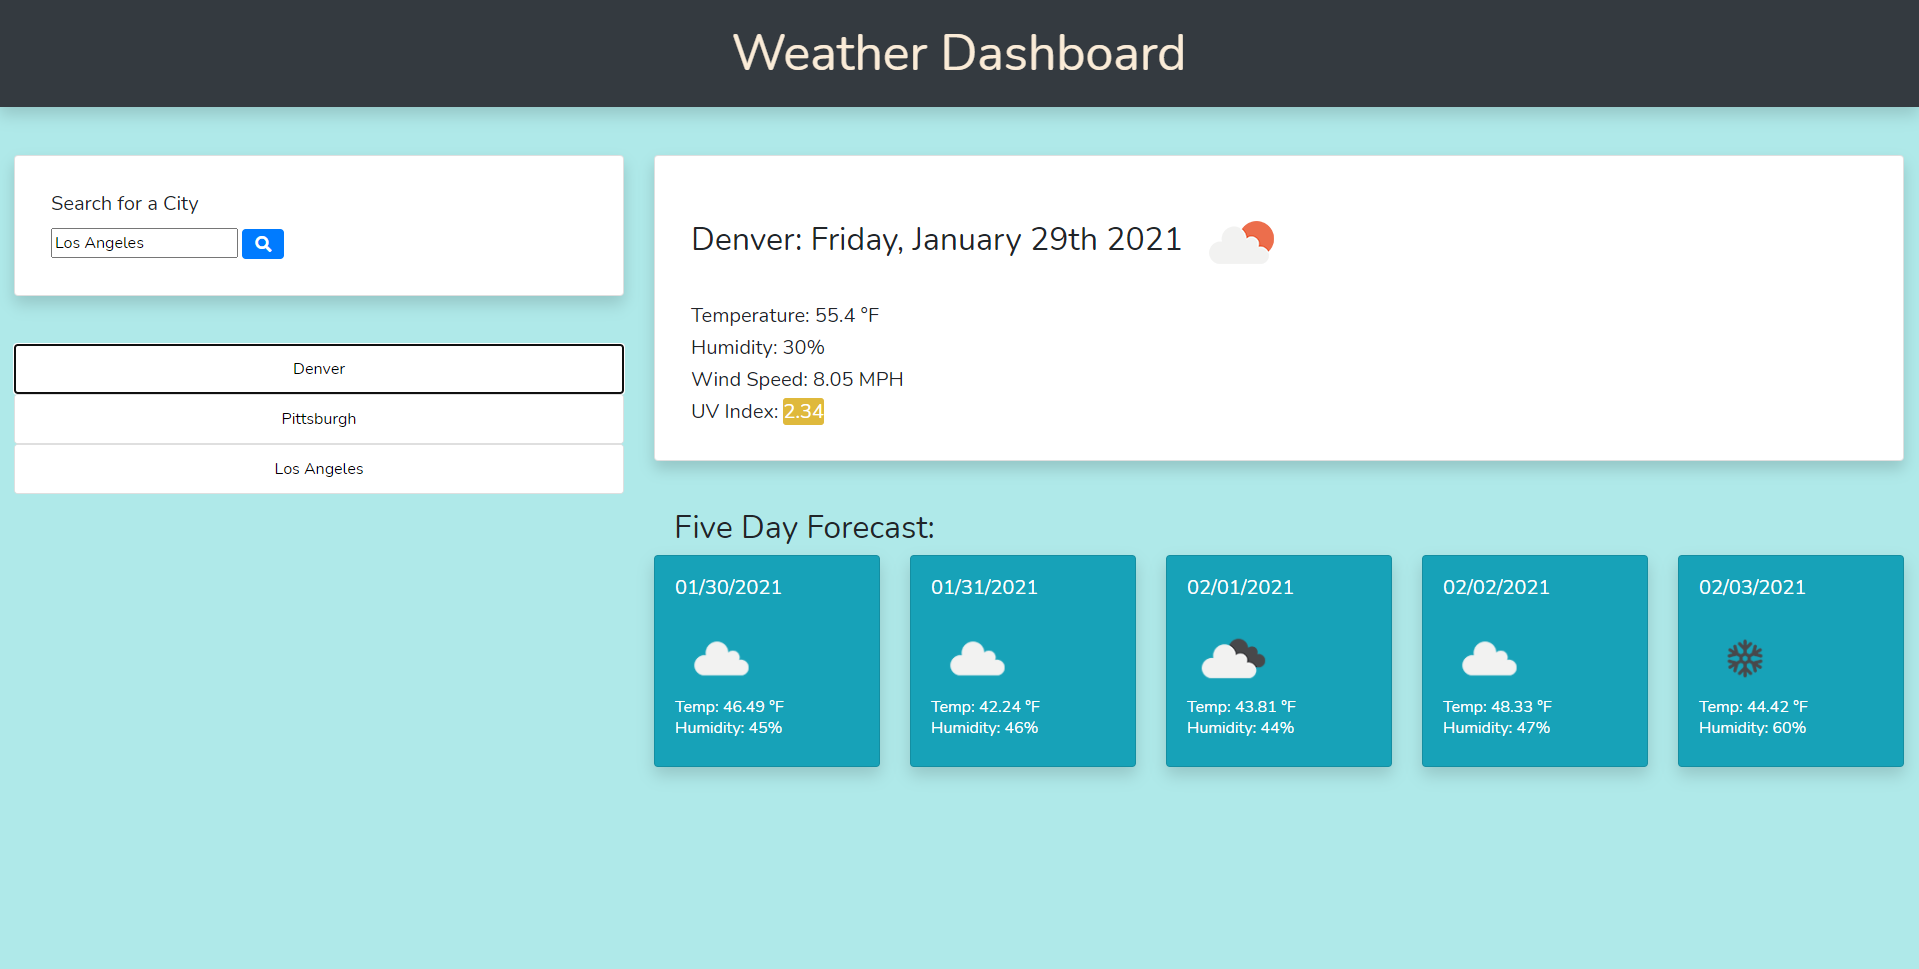 Weather Dashboard
Search for a City
Los Angeles
Denver
Pittsburgh
Los Angeles
Denver: Friday, January 29th 2021
Temperature: 55.4 °F
Humidity: 30%
Wind Speed: 8.05 MPH
UV Index: 2.34
Five Day Forecast:
01/30/2021
Temp: 46.49 °F
Humidity: 45%
01/31/2021
Temp: 42.24 °F
Humidity: 46%
02/01/2021
Temp: 43.81 °F
Humidity: 44%
02/02/2021
Temp: 48.33 °F
Humidity: 47%
02/03/2021
Temp: 44.42 °F
Humidity: 60%